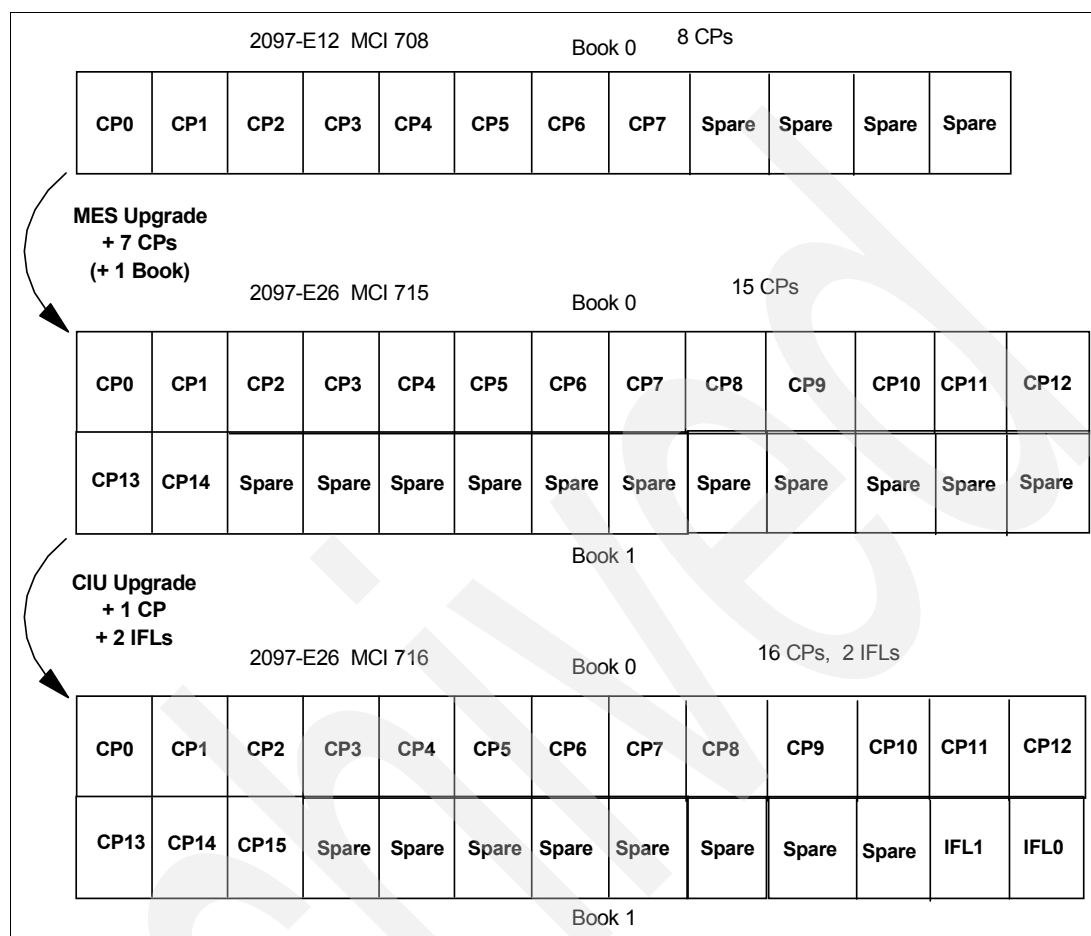 2097-E12 MCI 708 Book 0 8 CPs
CP0 CP1 CP2 CP3 CP4 CP5 CP6 CP7 Spare Spare Spare Spare
MES Upgrade
+ 7 CPs
(+ 1 Book)
2097-E26 MCI 715 Book 0 15 CPs
CP0 CP1 CP2 CP3 CP4 CP5 CP6 CP7 CP8 CP9 CP10 CP11 CP12
CP13 CP14 Spare Spare Spare Spare Spare Spare Spare Spare Spare Spare Spare
Book 1
CIU Upgrade
+ 1 CP
+ 2 IFLs
2097-E26 MCI 716 Book 0 16 CPs, 2 IFLs
CP0 CP1 CP2 CP3 CP4 CP5 CP6 CP7 CP8 CP9 CP10 CP11 CP12
CP13 CP14 CP15 Spare Spare Spare Spare Spare Spare Spare Spare IFL1 IFL0
Book 1